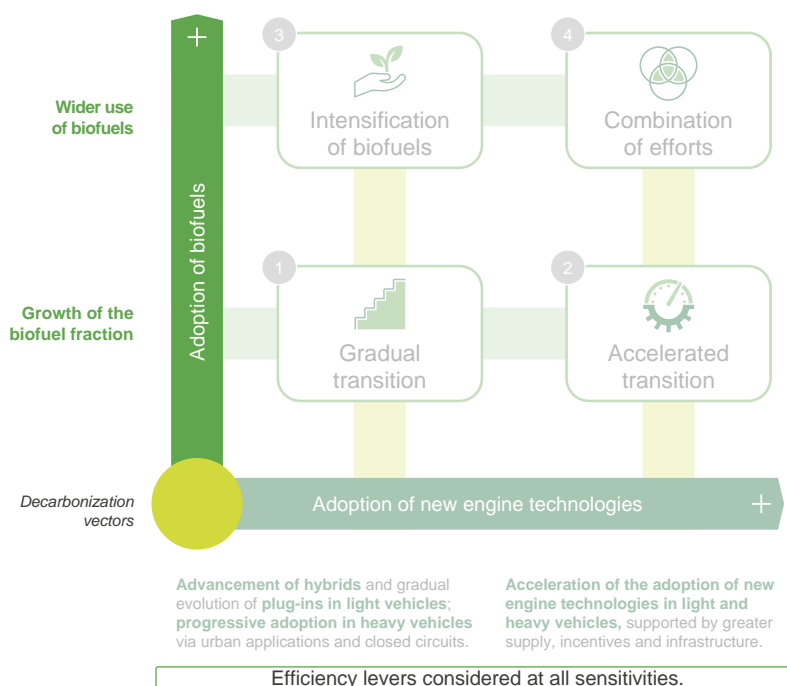 +
3
4
Wider use
of biofuels
Intensification
of biofuels
Combination
of efforts
Adoption of biofuels
1
2
Growth of the
biofuel fraction
Gradual
transition
Accelerated
transition
Decarbonization
vectors
Adoption of new engine technologies
+
Advancement of hybrids and gradual
evolution of plug-ins in light vehicles;
progressive adoption in heavy vehicles
via urban applications and closed circuits.
Acceleration of the adoption of new
engine technologies in light and
heavy vehicles, supported by greater
supply, incentives and infrastructure.
Efficiency levers considered at all sensitivities.